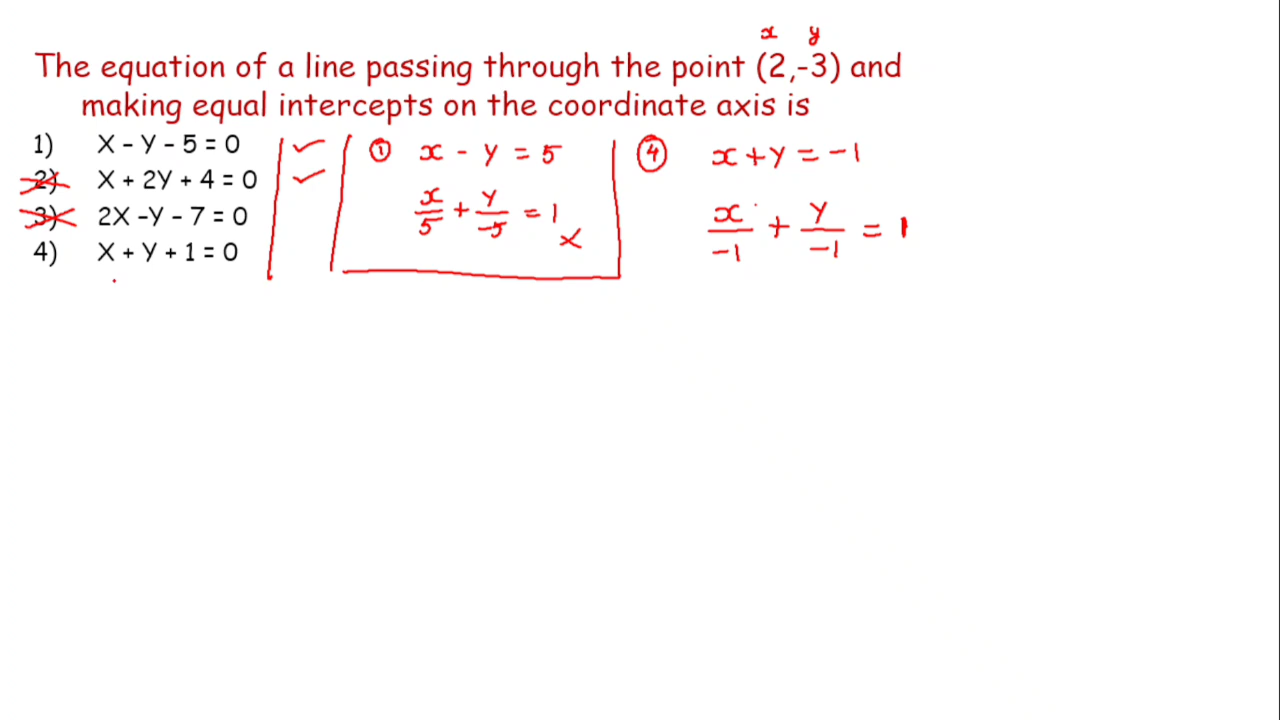 x y
The equation of a line passing through the point (2,-3) and
making equal intercepts on the coordinate axis is
1) X - Y - 5 = 0
2) X + 2Y + 4 = 0
3) 2X -Y - 7 = 0
4) X + Y + 1 = 0
① x - y = 5
x/5 + y/-5 = 1
×
④ x + y = -1
x/-1 + y/-1 = 1